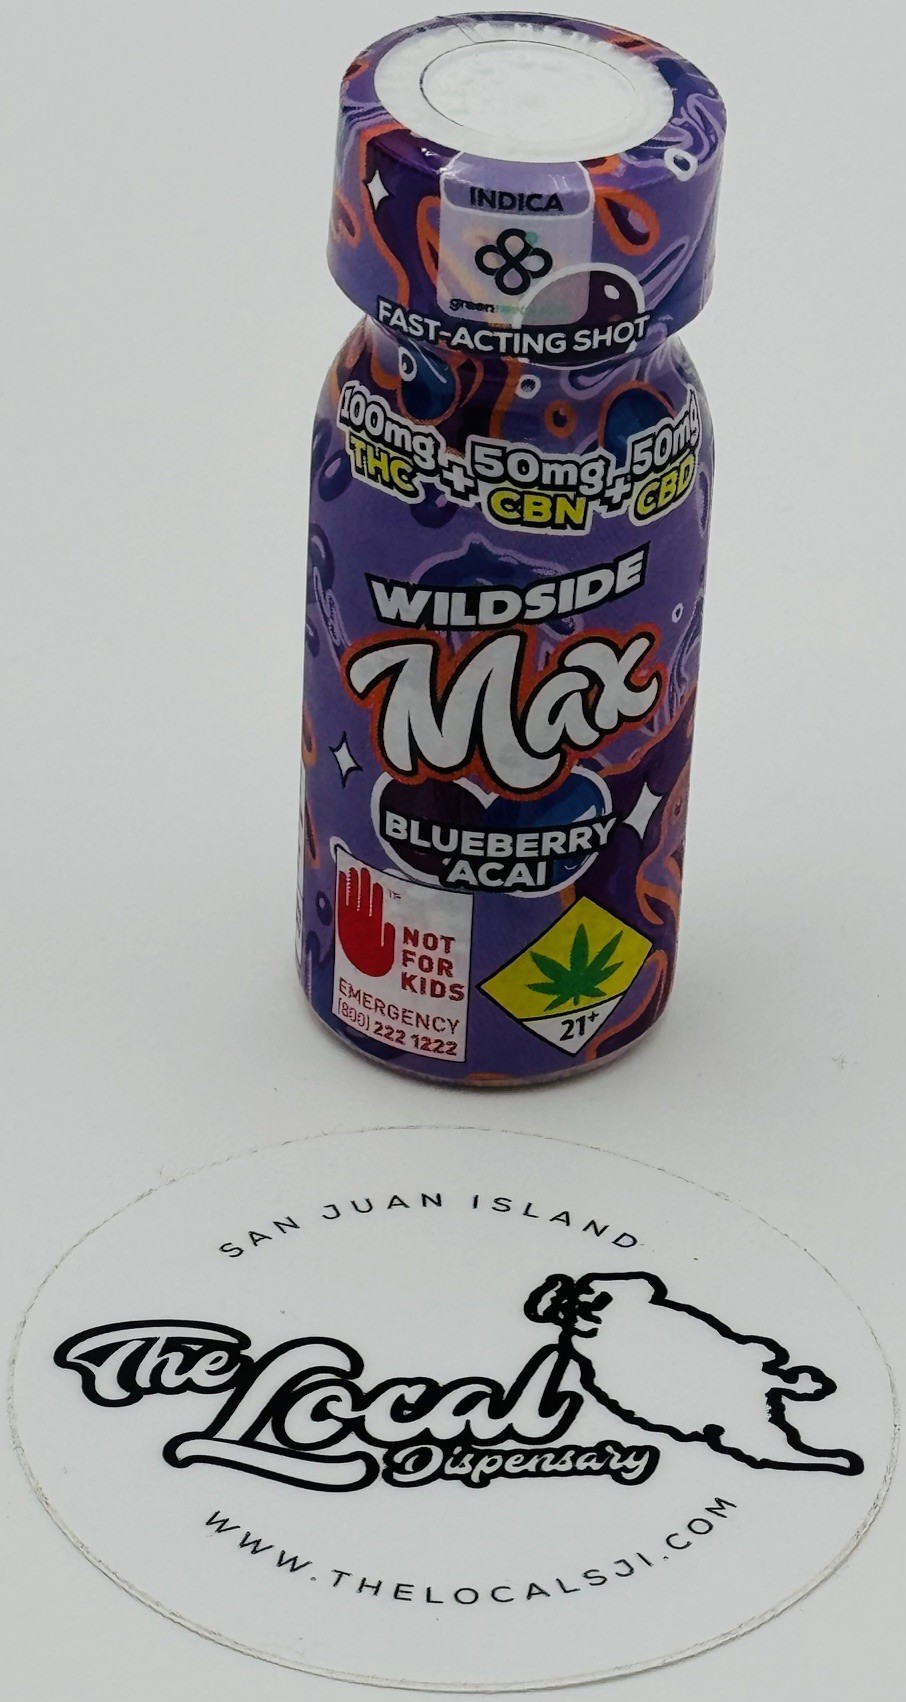 INDICA
green
FAST-ACTING SHOT
100mg + 50mg + 50mg
THC CBN CBD
WILDSIDE
Max
BLUEBERRY
ACAI
NOT
FOR
KIDS
EMERGENCY
(800) 222 1222
21+
SAN JUAN ISLAND
The Local
Dispensary
WWW.THELOCALSJI.COM